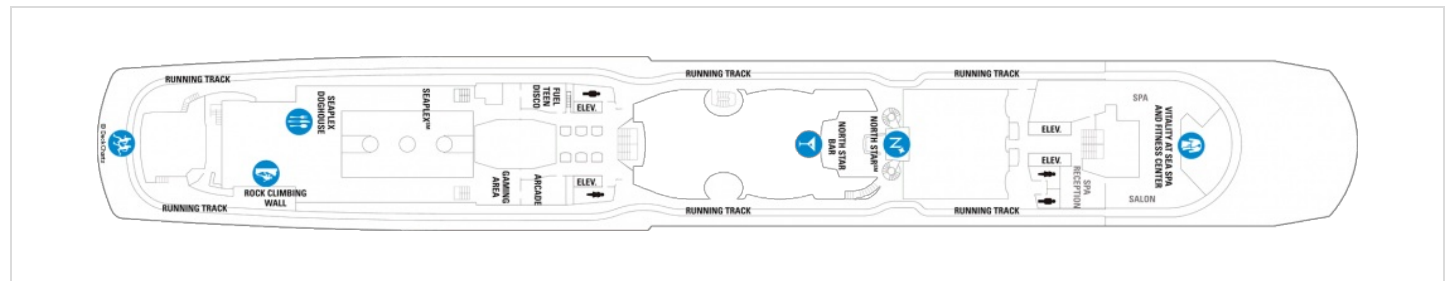 RUNNING TRACK
RUNNING TRACK
RUNNING TRACK
SEAPLEX
DOGHOUSE
SEAPLEX™
FUEL
TEEN
DISCO
ELEV.
SPA
VITALITY AT SEA SPA
AND FITNESS CENTER
NORTH STAR
BAR
NORTH STAR℠
N
ELEV.
ELEV.
ROCK CLIMBING
WALL
GAMING
AREA
ARCADE
ELEV.
SPA
RECEPTION
SALON
RUNNING TRACK
RUNNING TRACK
RUNNING TRACK